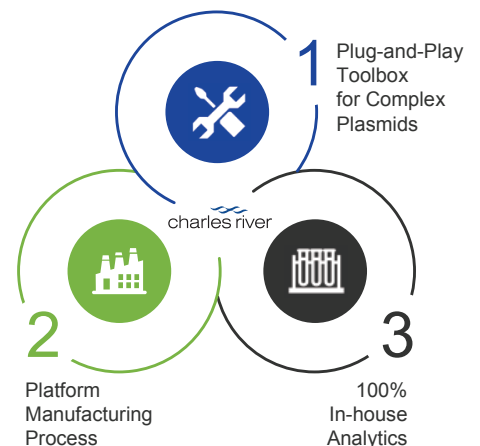 1
Plug-and-Play
Toolbox
for Complex
Plasmids
charles river
2
Platform
Manufacturing
Process
3
100%
In-house
Analytics